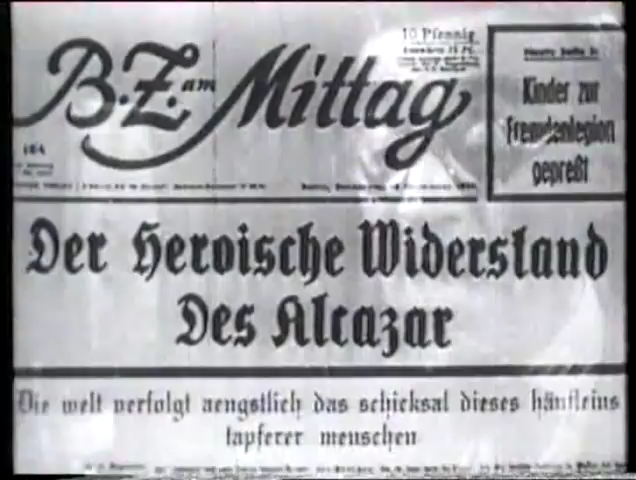 B.Z. am Mittag
10 Pfennig
Kinder zur
Fremdenlegion
gepreßt
164
Der Heroische Widerstand
Des Alcazar
Die welt verfolgt aengstlich das schicksal dieses häufleins
tapferer menschen